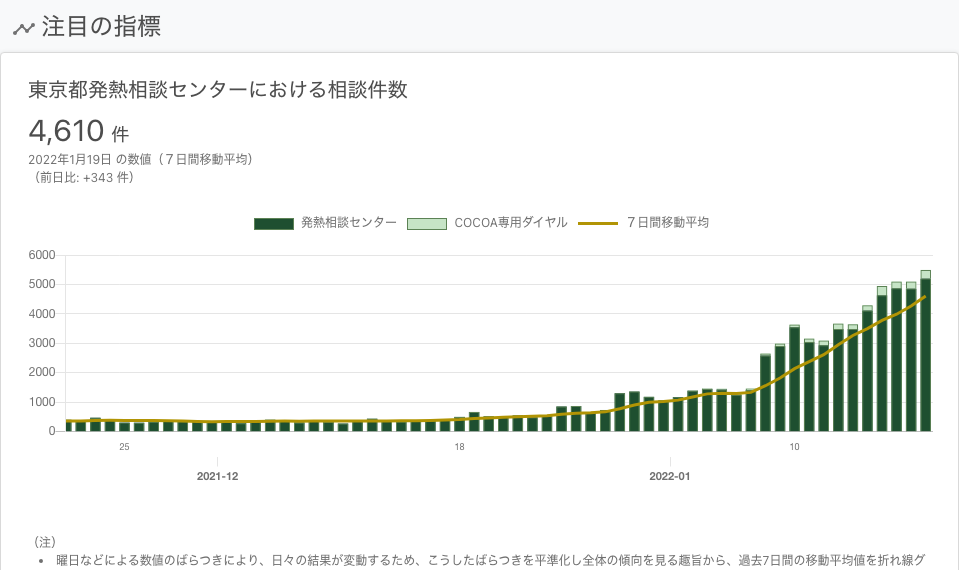 注目の指標
東京都発熱相談センターにおける相談件数
4,610 件
2022年1月19日 の数値（７日間移動平均）
（前日比: +343 件）
発熱相談センター COCOA専用ダイヤル ７日間移動平均
6000
5000
4000
3000
2000
1000
0
25 18 10
2021-12 2022-01
（注）
• 曜日などによる数値のばらつきにより、日々の結果が変動するため、こうしたばらつきを平準化し全体の傾向を見る趣旨から、過去7日間の移動平均値を折れ線グ